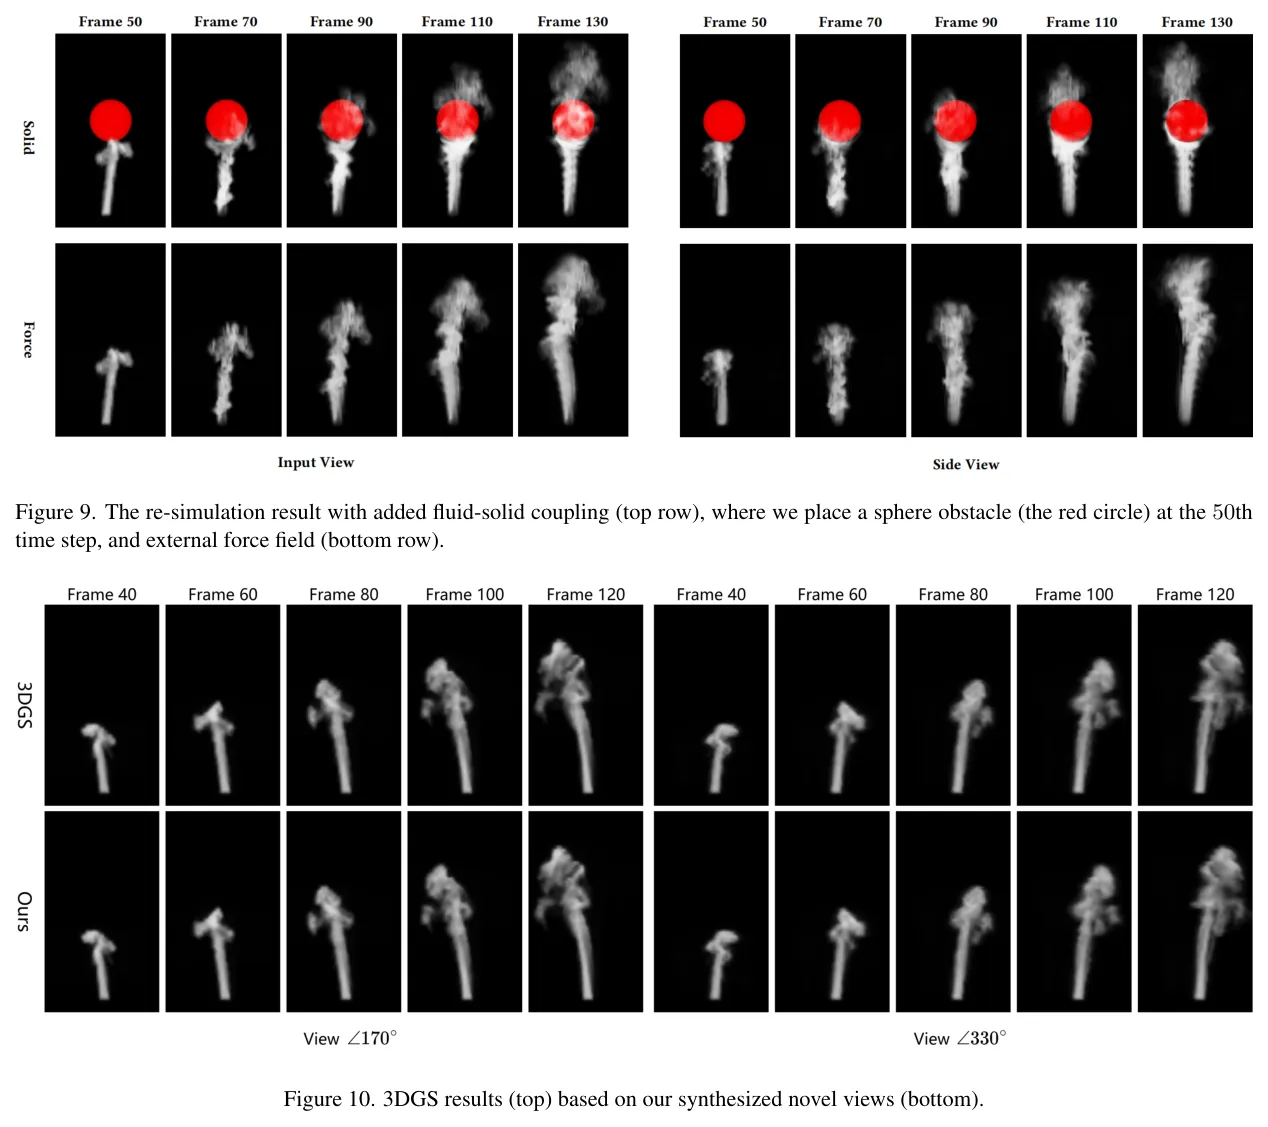 Frame 50 Frame 70 Frame 90 Frame 110 Frame 130 Frame 50 Frame 70 Frame 90 Frame 110 Frame 130
Solid
Force
Input View Side View
Figure 9. The re-simulation result with added fluid-solid coupling (top row), where we place a sphere obstacle (the red circle) at the 50th
time step, and external force field (bottom row).
Frame 40 Frame 60 Frame 80 Frame 100 Frame 120 Frame 40 Frame 60 Frame 80 Frame 100 Frame 120
3DGS
Ours
View ∠170° View ∠330°
Figure 10. 3DGS results (top) based on our synthesized novel views (bottom).